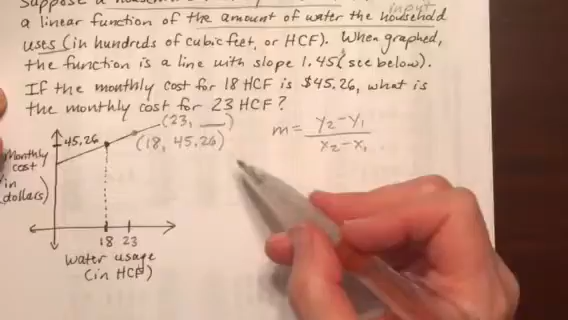 Suppose a household's
input
a linear function of the amount of water the household
uses (in hundreds of cubic feet, or HCF). When graphed,
the function is a line with slope 1.45 (see below).
If the monthly cost for 18 HCF is $45.26, what is
the monthly cost for 23 HCF?
(23, __)
45.26
(18, 45.26)
m = y₂-y₁
x₂-x₁
Monthly
cost
(in
dollars)
18 23
Water usage
(in HCF)